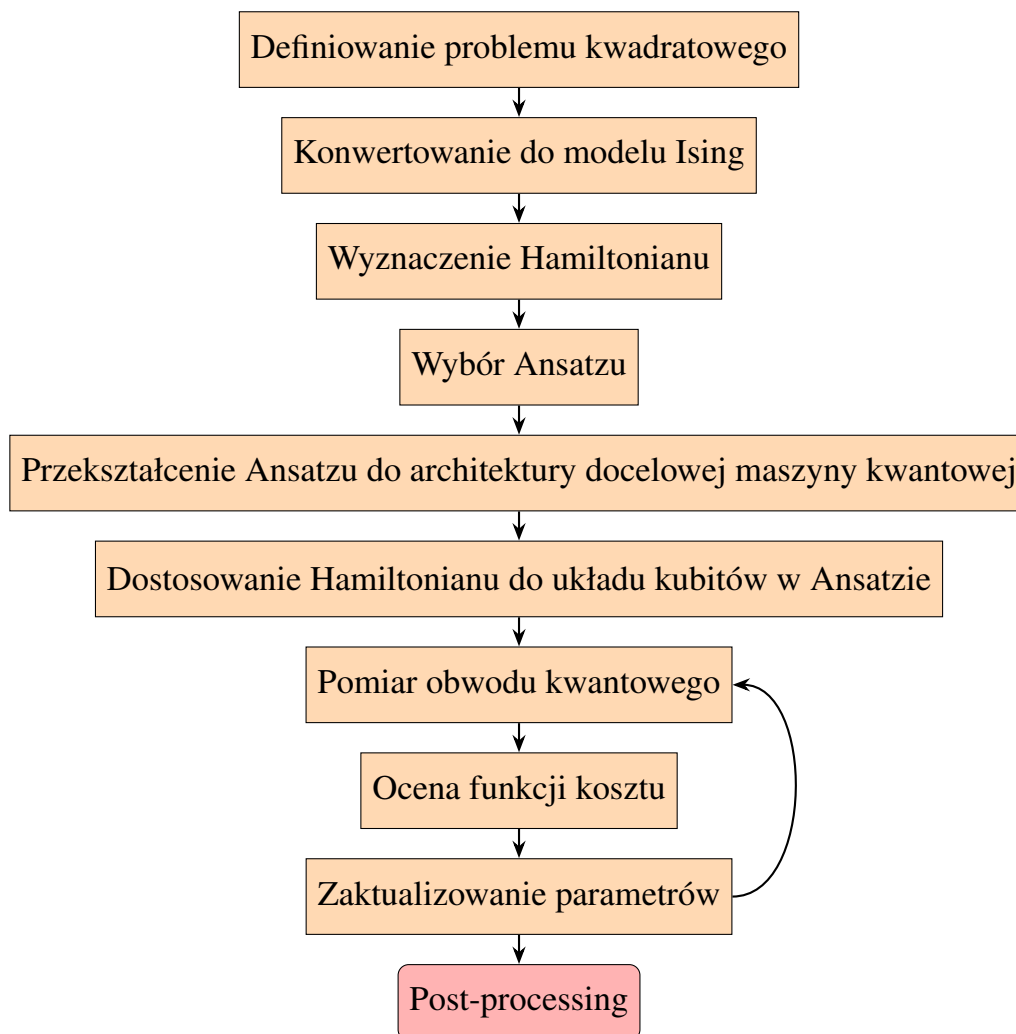 Definiowanie problemu kwadratowego
Konwertowanie do modelu Ising
Wyznaczenie Hamiltonianu
Wybór Ansatzu
Przekształcenie Ansatzu do architektury docelowej maszyny kwantowej
Dostosowanie Hamiltonianu do układu kubitów w Ansatzie
Pomiar obwodu kwantowego
Ocena funkcji kosztu
Zaktualizowanie parametrów
Post-processing